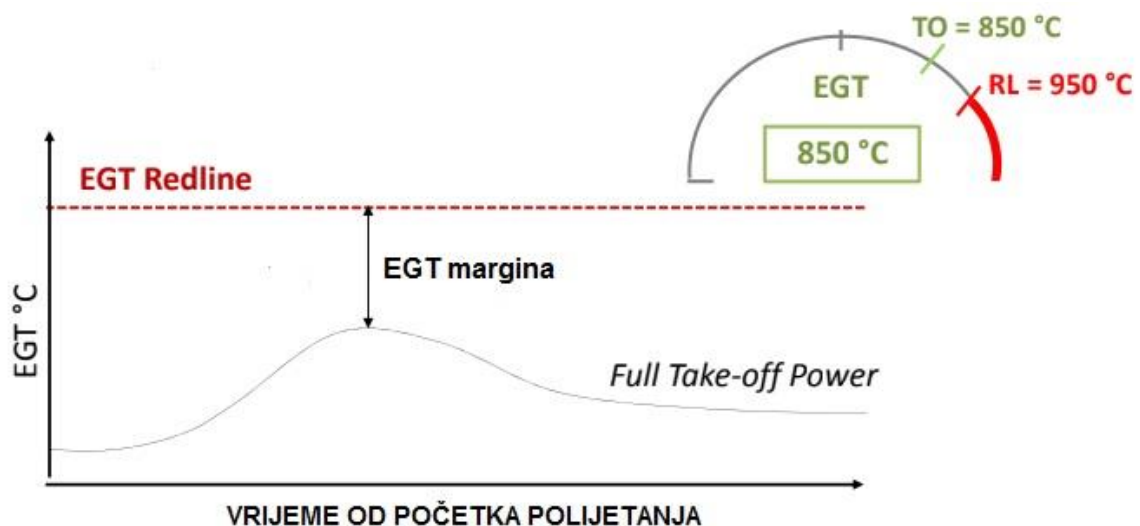 TO = 850 °C
RL = 950 °C
EGT
850 °C
EGT Redline
EGT margina
EGT °C
Full Take-off Power
VRIJEME OD POČETKA POLIJETANJA